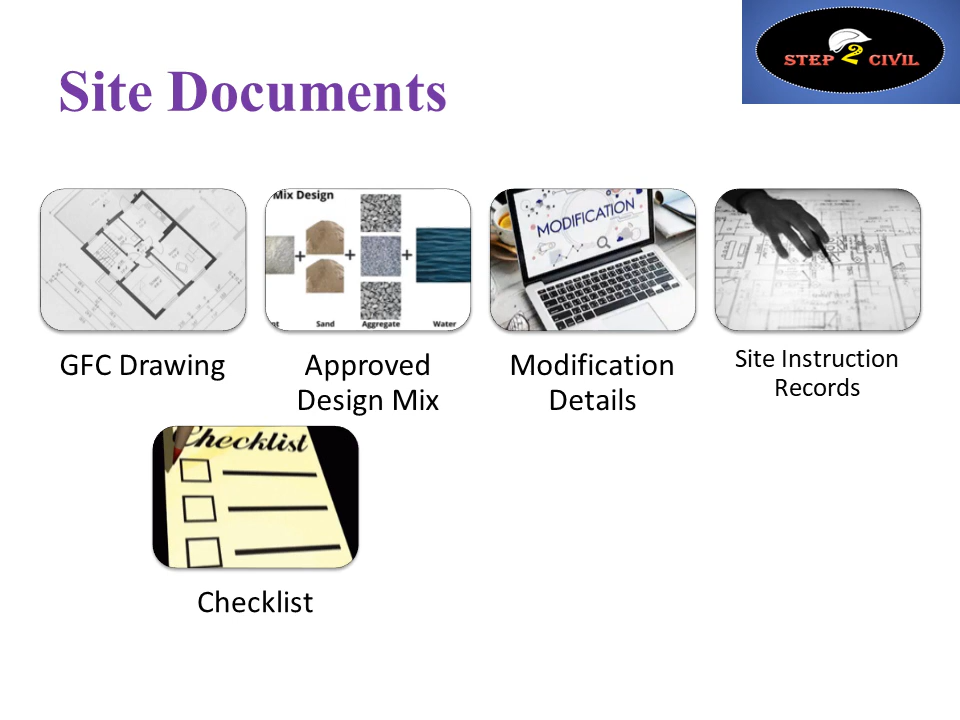 Site Documents
STEP 2 CIVIL
Mix Design
Sand
Aggregate
Water
MODIFICATION
GFC Drawing
Approved
Design Mix
Modification
Details
Site Instruction
Records
Checklist
Checklist